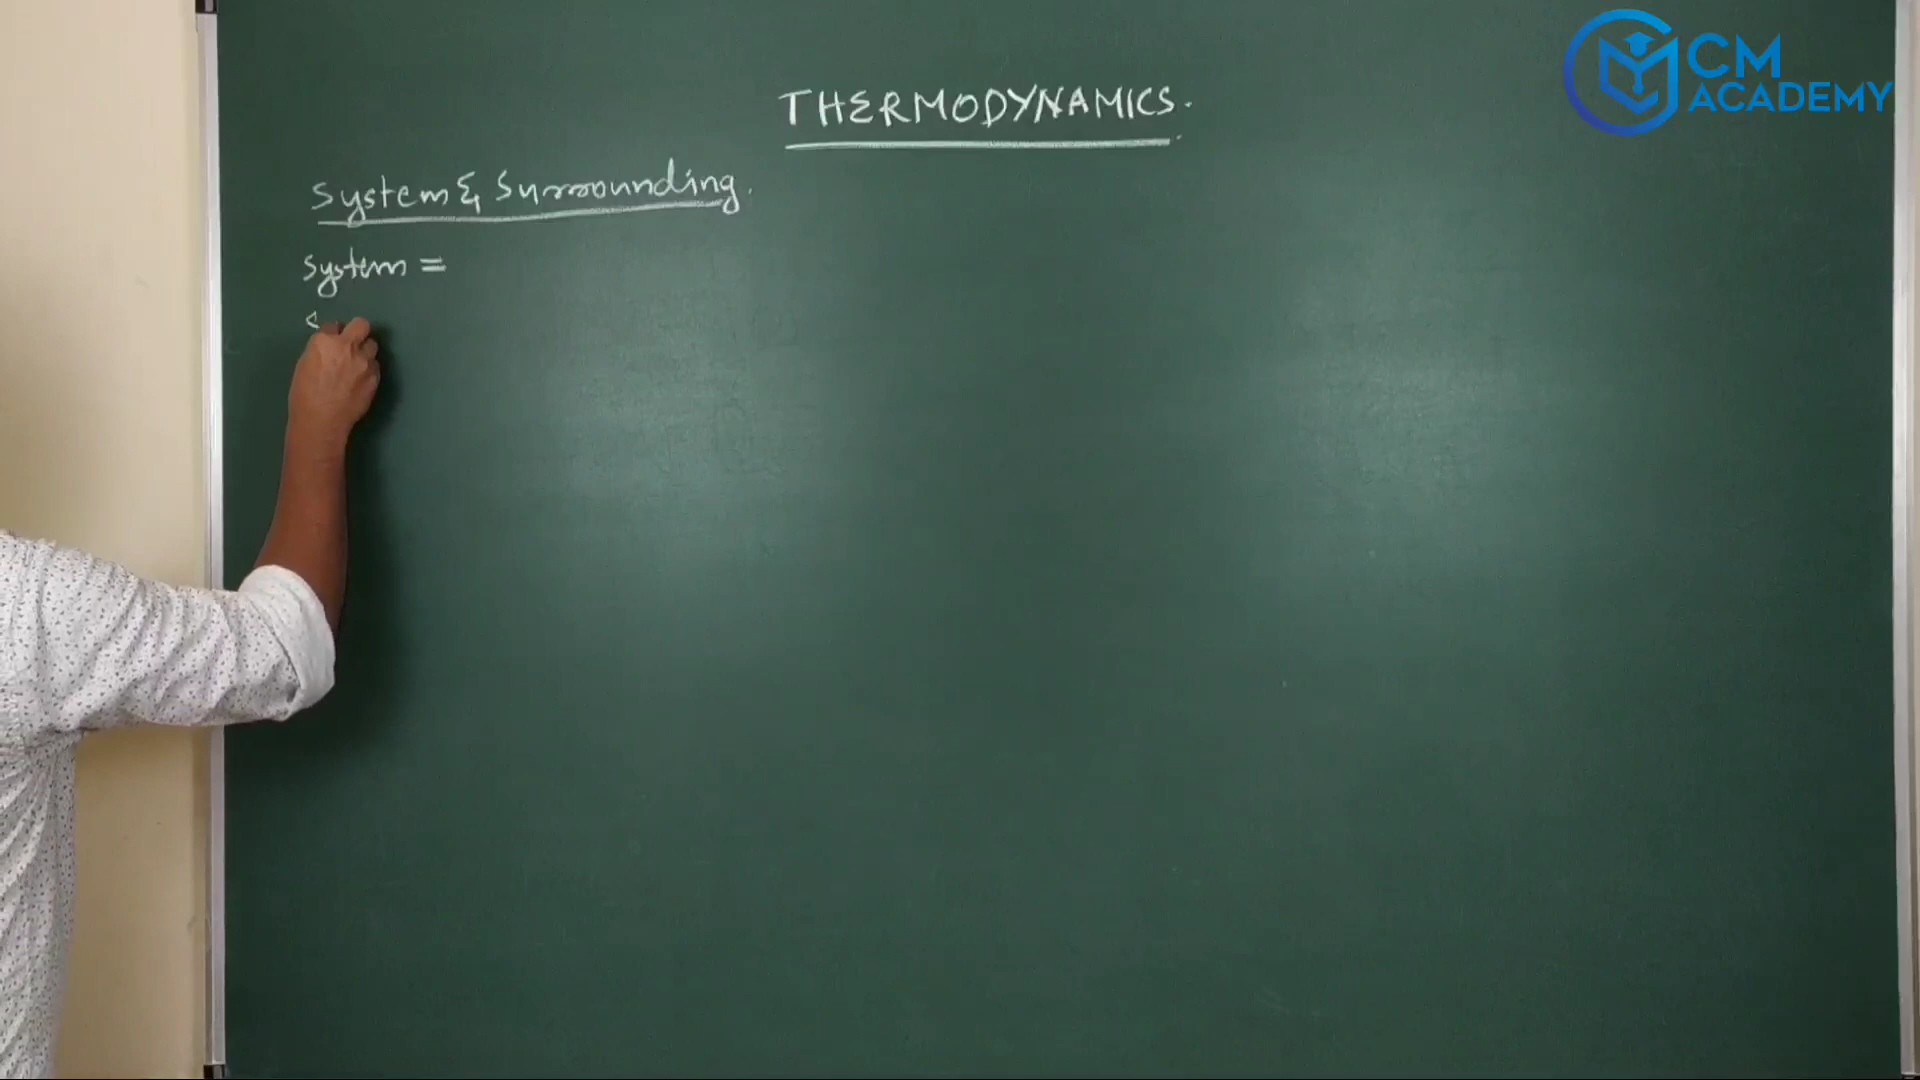 CM
ACADEMY
THERMODYNAMICS.
System & Surrounding.
System =
S